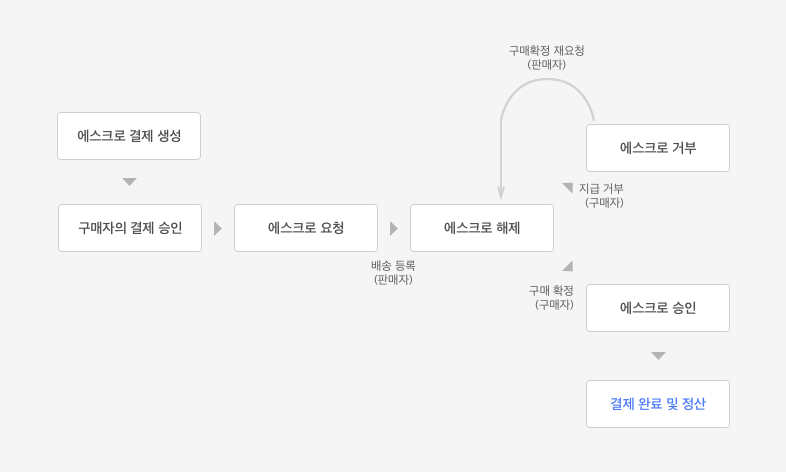 구매확정 재요청
(판매자)
에스크로 결제 생성
에스크로 거부
지급 거부
(구매자)
구매자의 결제 승인
에스크로 요청
에스크로 해제
배송 등록
(판매자)
구매 확정
(구매자)
에스크로 승인
결제 완료 및 정산